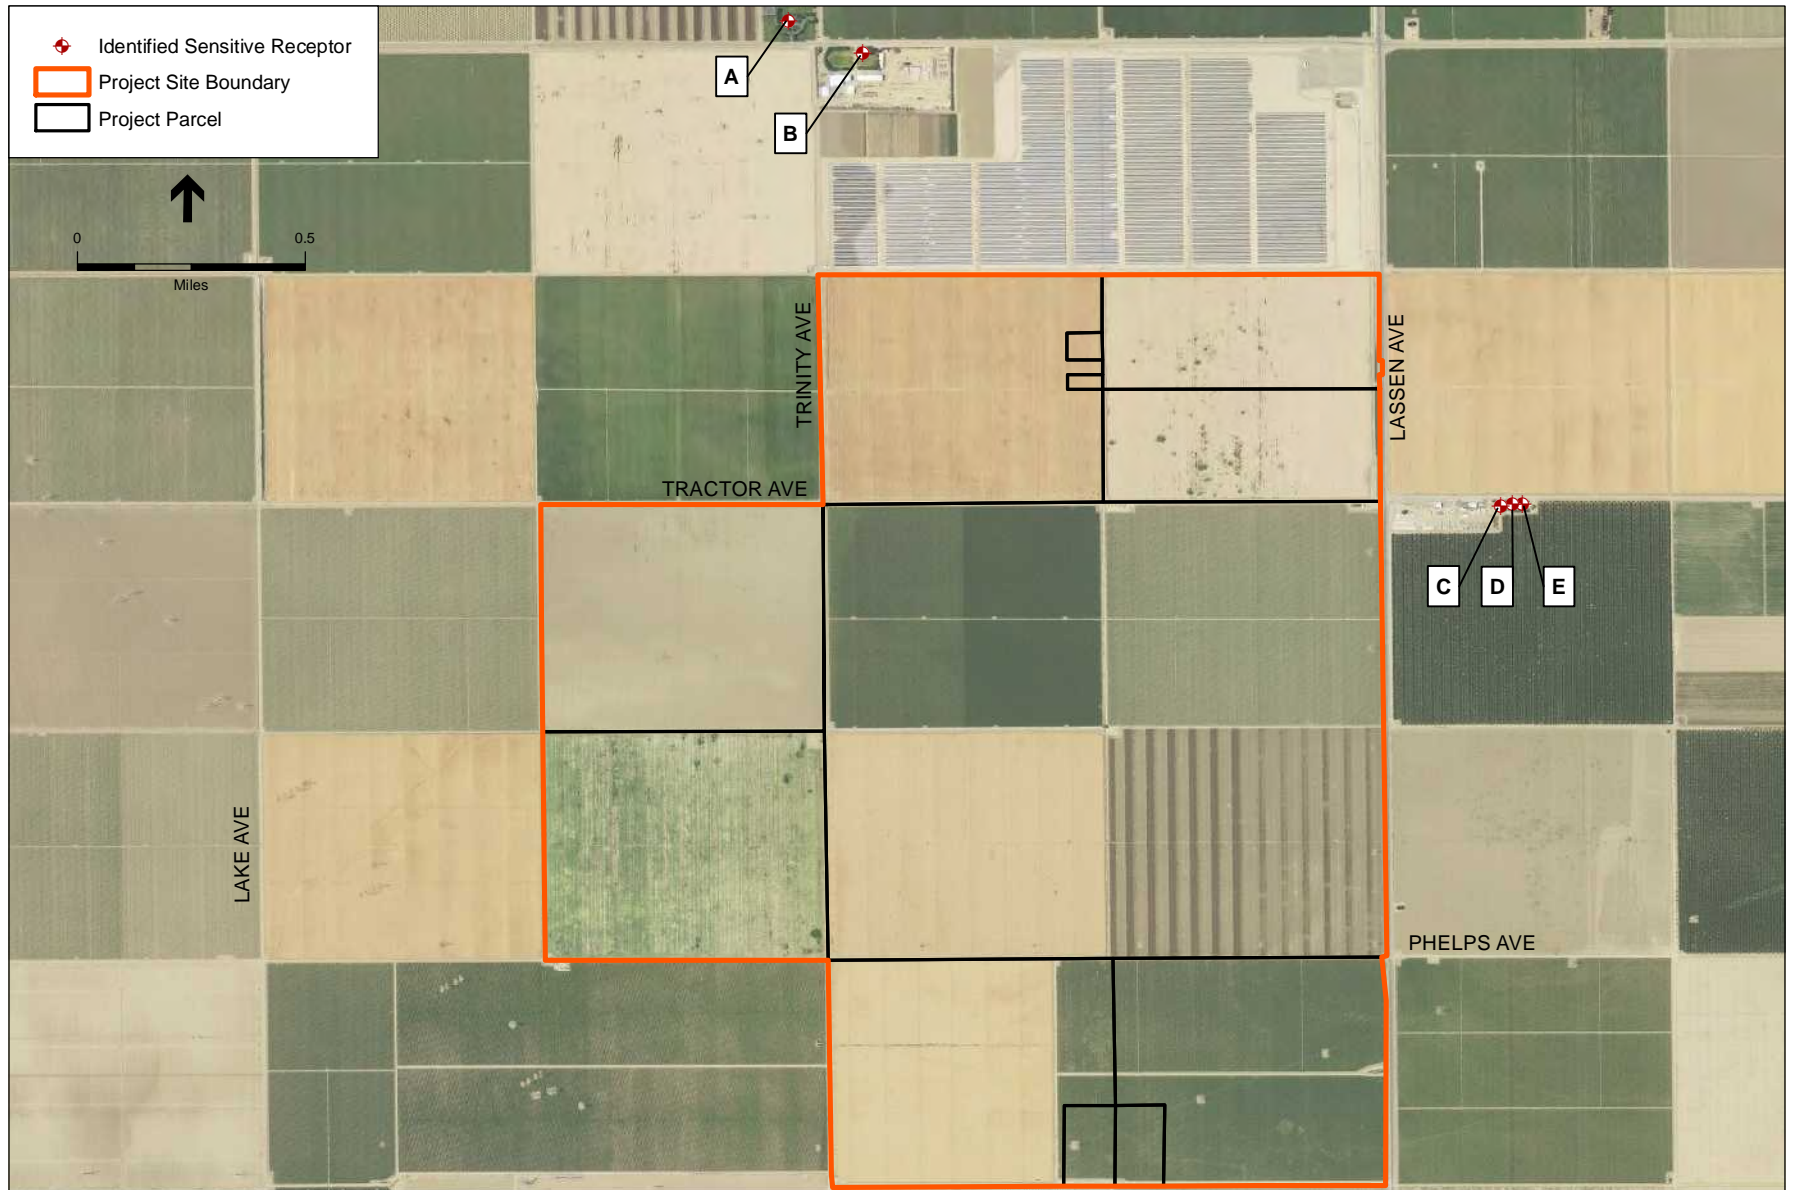 Identified Sensitive Receptor
Project Site Boundary
Project Parcel
A
B
0 0.5
Miles
TRINITY AVE
LASSEN AVE
TRACTOR AVE
C D E
LAKE AVE
PHELPS AVE